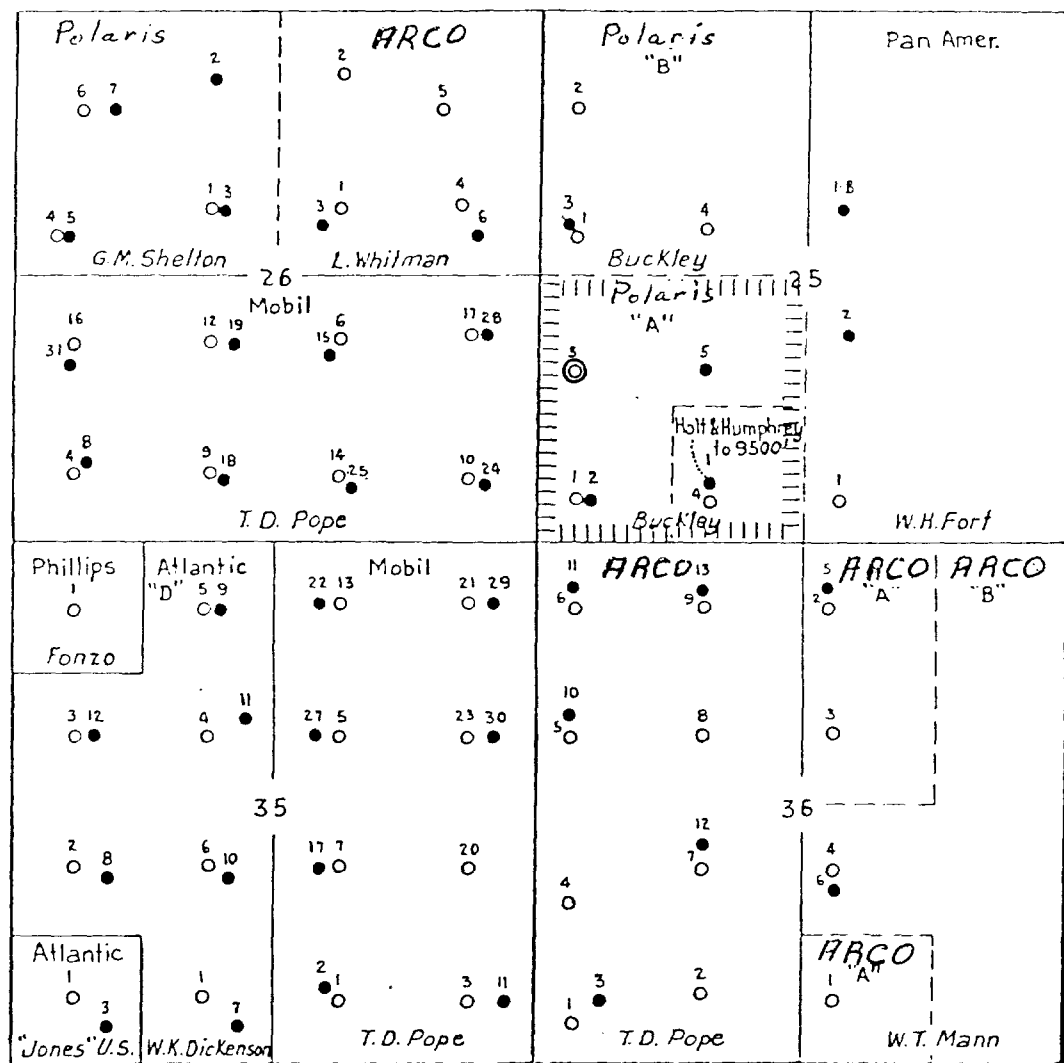 Polaris ARCO Polaris Pan Amer.
"B"
2 2
6 7 5 2
1 3 1 4 1-B
4 5 3 6 3 1 4
G.M. Shelton L. Whitman Buckley
26 25
Mobil Polaris
"A"
16 12 19 6 17 28 2
31 15 3 5
Holt & Humphrey
to 9500'
8 1
4 9 18 14 25 10 24 1 2 4 1
T. D. Pope Buckley W.H. Fort
Phillips Atlantic Mobil ARCO ARCO ARCO
"D" "A" "B"
1 5 9 22 13 21 29 11 13 5
6 9 2
Fonzo
11 10
3 12 4 27 5 23 30 5 8 3
35 36
12
2 8 6 10 17 7 20 4 7 4
6
Atlantic ARCO
"A"
1 1 2 1 3 11 3 2 1
3 7 1
"Jones" U.S. W.K. Dickenson T.D. Pope T.D. Pope W.T. Mann